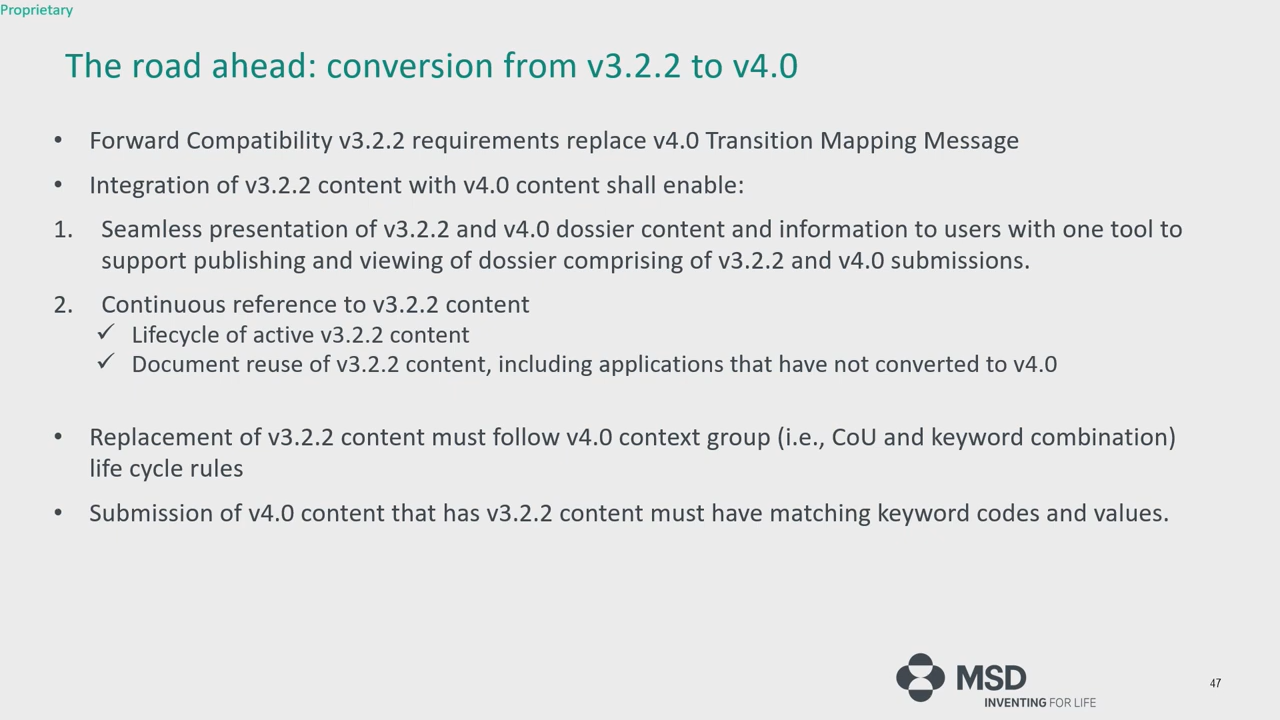 Proprietary
The road ahead: conversion from v3.2.2 to v4.0
• Forward Compatibility v3.2.2 requirements replace v4.0 Transition Mapping Message
• Integration of v3.2.2 content with v4.0 content shall enable:
1. Seamless presentation of v3.2.2 and v4.0 dossier content and information to users with one tool to
support publishing and viewing of dossier comprising of v3.2.2 and v4.0 submissions.
2. Continuous reference to v3.2.2 content
✓ Lifecycle of active v3.2.2 content
✓ Document reuse of v3.2.2 content, including applications that have not converted to v4.0
• Replacement of v3.2.2 content must follow v4.0 context group (i.e., CoU and keyword combination)
life cycle rules
• Submission of v4.0 content that has v3.2.2 content must have matching keyword codes and values.
MSD
INVENTING FOR LIFE
47